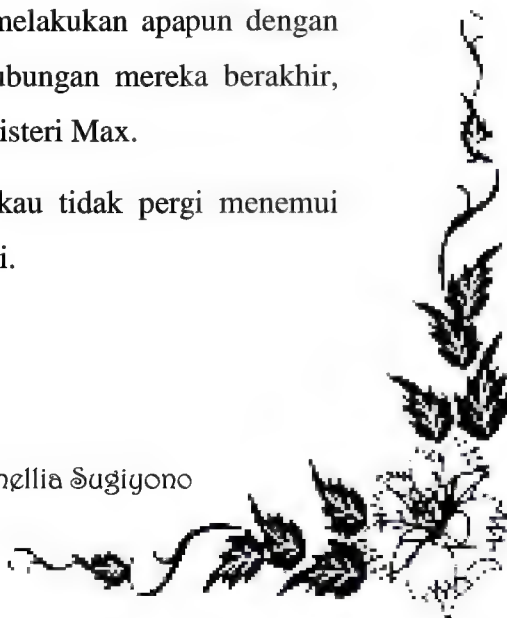 melakukan apapun dengan
ubungan mereka berakhir,
isteri Max.
kau tidak pergi menemui
i.
nellia Sugiyono